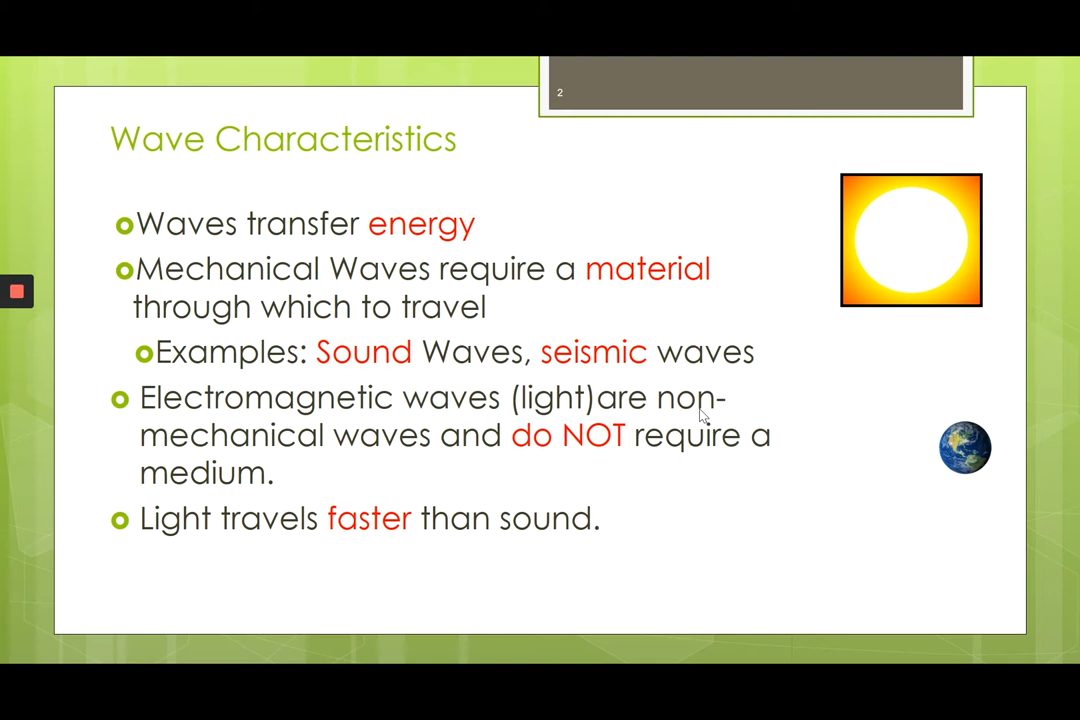 2
Wave Characteristics
Waves transfer energy
Mechanical Waves require a material
through which to travel
Examples: Sound Waves, seismic waves
Electromagnetic waves (light)are non-
mechanical waves and do NOT require a
medium.
Light travels faster than sound.